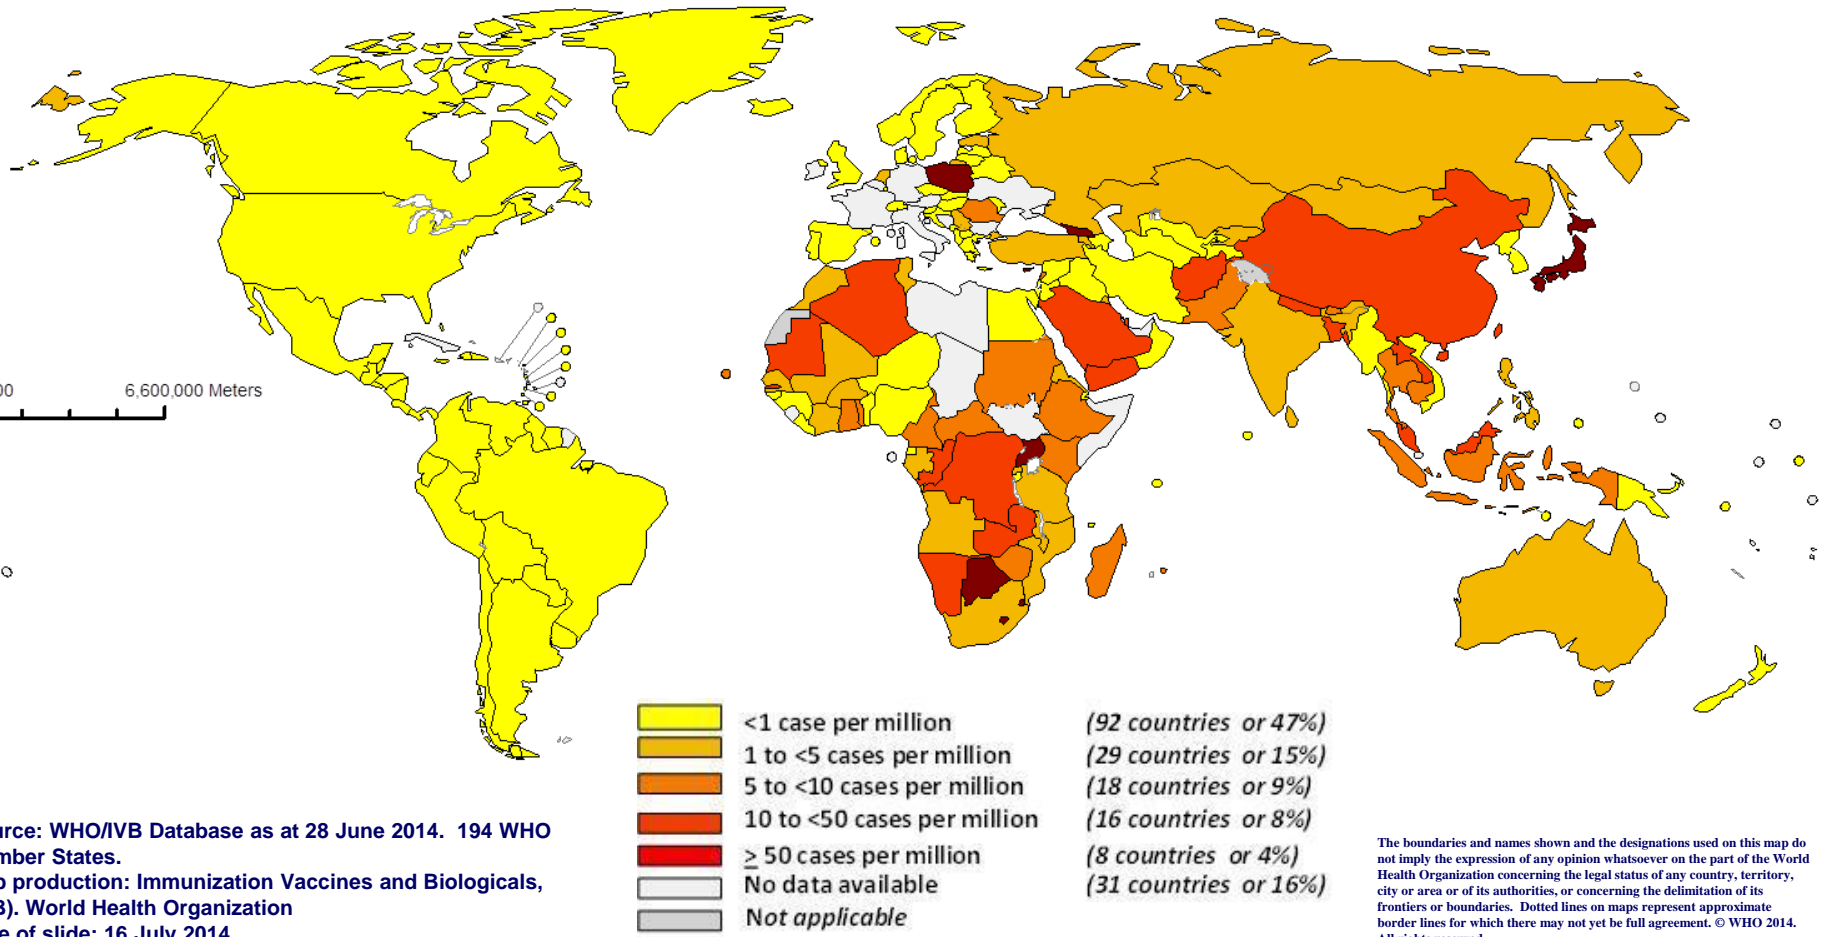 00
6,600,000 Meters
<1 case per million (92 countries or 47%)
1 to <5 cases per million (29 countries or 15%)
5 to <10 cases per million (18 countries or 9%)
10 to <50 cases per million (16 countries or 8%)
≥ 50 cases per million (8 countries or 4%)
No data available (31 countries or 16%)
Not applicable
urce: WHO/IVB Database as at 28 June 2014. 194 WHO
mber States.
p production: Immunization Vaccines and Biologicals,
B). World Health Organization
e of slide: 16 July 2014
The boundaries and names shown and the designations used on this map do
not imply the expression of any opinion whatsoever on the part of the World
Health Organization concerning the legal status of any country, territory,
city or area or of its authorities, or concerning the delimitation of its
frontiers or boundaries. Dotted lines on maps represent approximate
border lines for which there may not yet be full agreement. © WHO 2014.